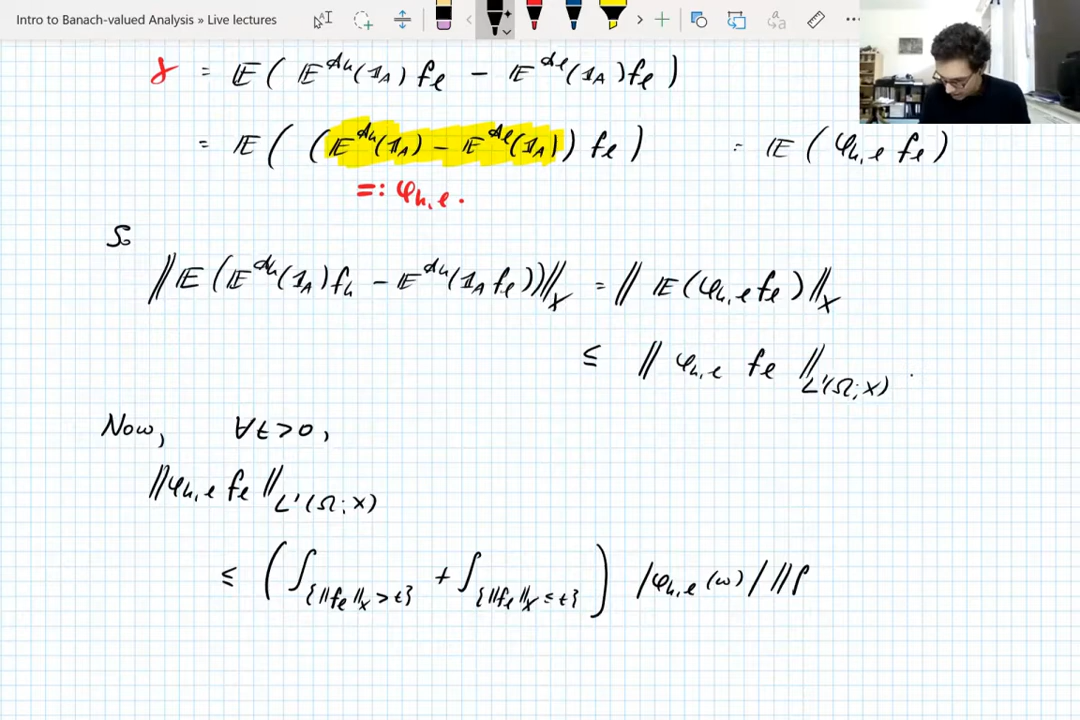 Intro to Banach-valued Analysis » Live lectures
γ = 𝔼( 𝔼^{𝒜_k}(1_A) f_ℓ − 𝔼^{𝒜_ℓ}(1_A) f_ℓ )
= 𝔼( (𝔼^{𝒜_k}(1_A) − 𝔼^{𝒜_ℓ}(1_A)) f_ℓ ) = 𝔼( φ_{k,ℓ} f_ℓ )
=: φ_{k,ℓ}.
So
‖𝔼(𝔼^{𝒜_k}(1_A) f_k − 𝔼^{𝒜_k}(1_A f_ℓ))‖_X = ‖ 𝔼(φ_{k,ℓ} f_ℓ) ‖_X
≤ ‖ φ_{k,ℓ} f_ℓ ‖_{L¹(Ω;X)} .
Now, ∀t>0,
‖φ_{k,ℓ} f_ℓ‖_{L¹(Ω;X)}
≤ ( ∫_{{‖f_ℓ‖_X > t}} + ∫_{{‖f_ℓ‖_X ≤ t}} ) |φ_{k,ℓ}(ω)| ‖f